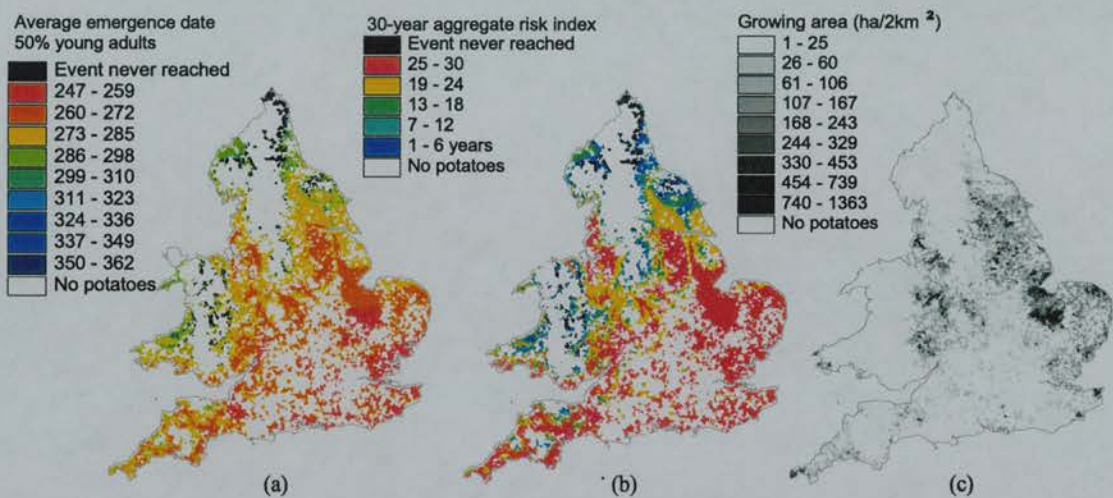 Average emergence date
50% young adults
Event never reached
247 - 259
260 - 272
273 - 285
286 - 298
299 - 310
311 - 323
324 - 336
337 - 349
350 - 362
No potatoes
30-year aggregate risk index
Event never reached
25 - 30
19 - 24
13 - 18
7 - 12
1 - 6 years
No potatoes
Growing area (ha/2km ²)
1 - 25
26 - 60
61 - 106
107 - 167
168 - 243
244 - 329
330 - 453
454 - 739
740 - 1363
No potatoes
(a)
(b)
(c)